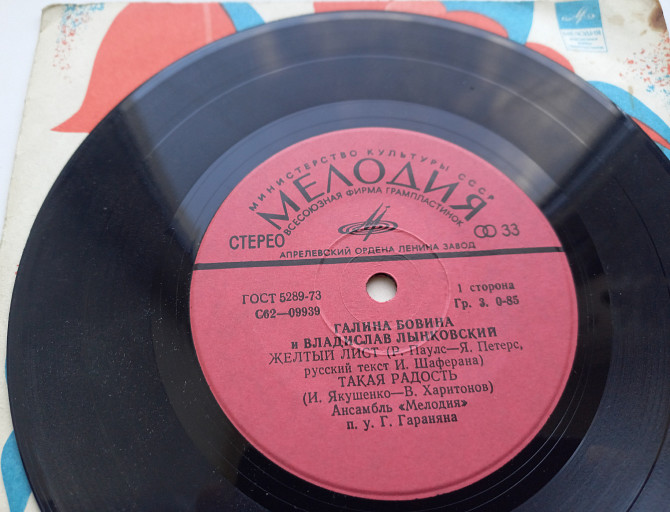 МИНИСТЕРСТВО КУЛЬТУРЫ СССР
МЕЛОДИЯ
ВСЕСОЮЗНАЯ ФИРМА ГРАМПЛАСТИНОК
СТЕРЕО
33
АПРЕЛЕВСКИЙ ОРДЕНА ЛЕНИНА ЗАВОД
ГОСТ 5289-73
1 сторона
С62—09939
Гр. 3. 0-85
ГАЛИНА БОВИНА
и ВЛАДИСЛАВ ЛЫНКОВСКИЙ
ЖЕЛТЫЙ ЛИСТ (Р. Паулс—Я. Петерс,
русский текст И. Шаферана)
ТАКАЯ РАДОСТЬ
(И. Якушенко—В. Харитонов)
Ансамбль «Мелодия»
п. у. Г. Гараняна